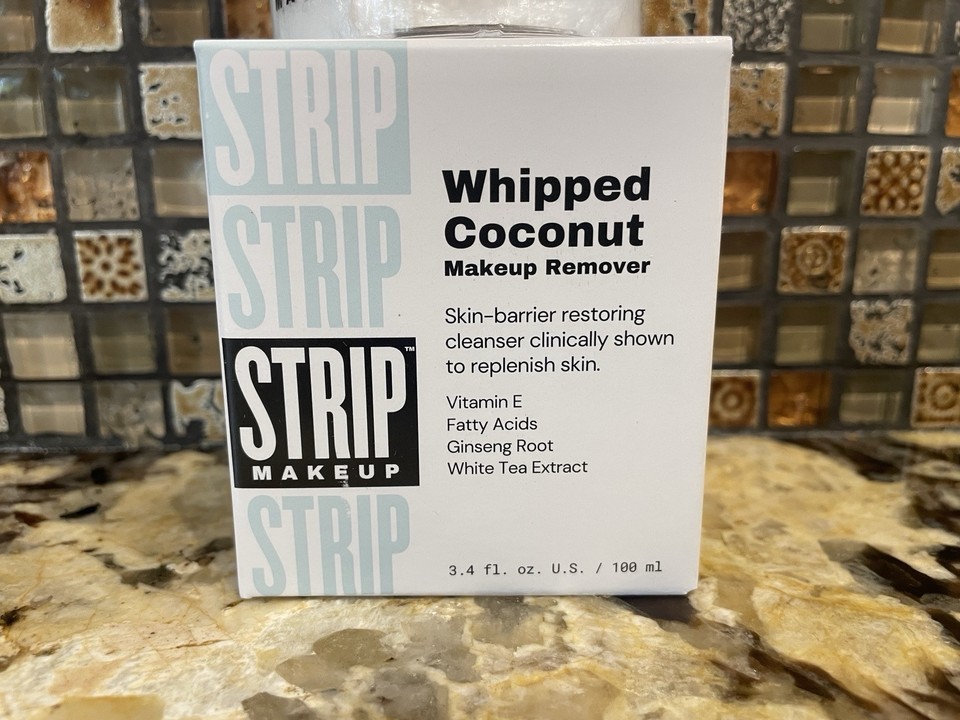 STRIP
STRIP
STRIP™
MAKEUP
STRIP
Whipped
Coconut
Makeup Remover
Skin-barrier restoring
cleanser clinically shown
to replenish skin.
Vitamin E
Fatty Acids
Ginseng Root
White Tea Extract
3.4 fl. oz. U.S. / 100 ml